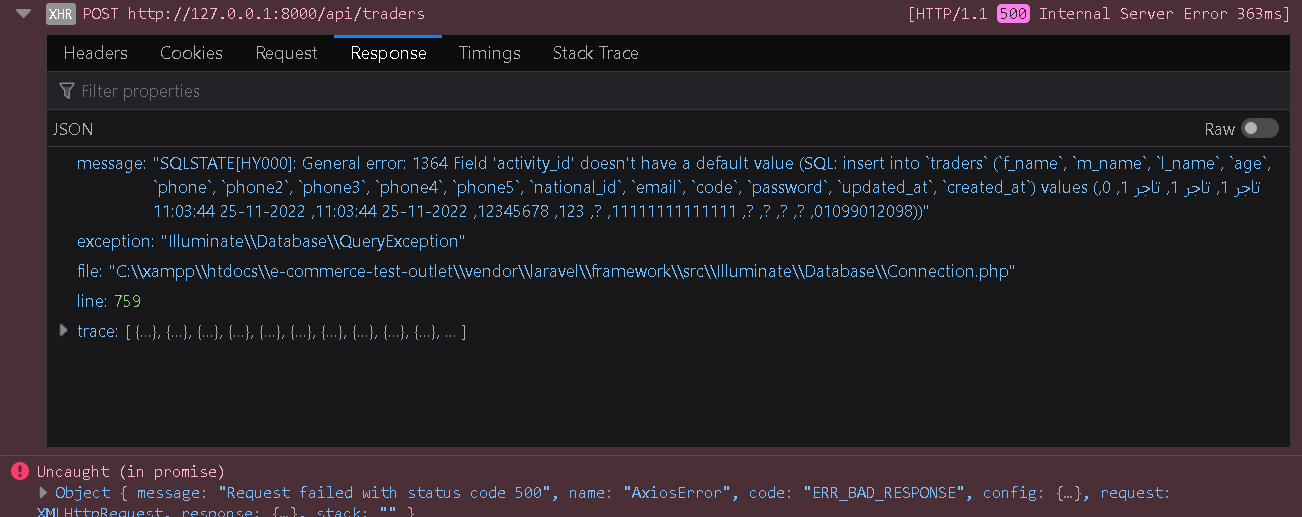 XHR POST http://127.0.0.1:8000/api/traders [HTTP/1.1 500 Internal Server Error 363ms]
Headers Cookies Request Response Timings Stack Trace
Filter properties
JSON Raw
message: "SQLSTATE[HY000]: General error: 1364 Field 'activity_id' doesn't have a default value (SQL: insert into `traders` (`f_name`, `m_name`, `l_name`, `age`,
`phone`, `phone2`, `phone3`, `phone4`, `phone5`, `national_id`, `email`, `code`, `password`, `updated_at`, `created_at`) values (تاجر 1, تاجر 1, تاجر 1, 0,
01099012098, ?, ?, ?, ?, 11111111111111, ?, 123, 12345678, 2022-11-25 11:03:44, 2022-11-25 11:03:44))"
exception: "Illuminate\\Database\\QueryException"
file: "C:\\xampp\\htdocs\\e-commerce-test-outlet\\vendor\\laravel\\framework\\src\\Illuminate\\Database\\Connection.php"
line: 759
trace: [ {…}, {…}, {…}, {…}, {…}, {…}, {…}, {…}, {…}, {…}, … ]
Uncaught (in promise)
Object { message: "Request failed with status code 500", name: "AxiosError", code: "ERR_BAD_RESPONSE", config: {…}, request:
XMLHttpRequest, response: {…}, stack: "" }